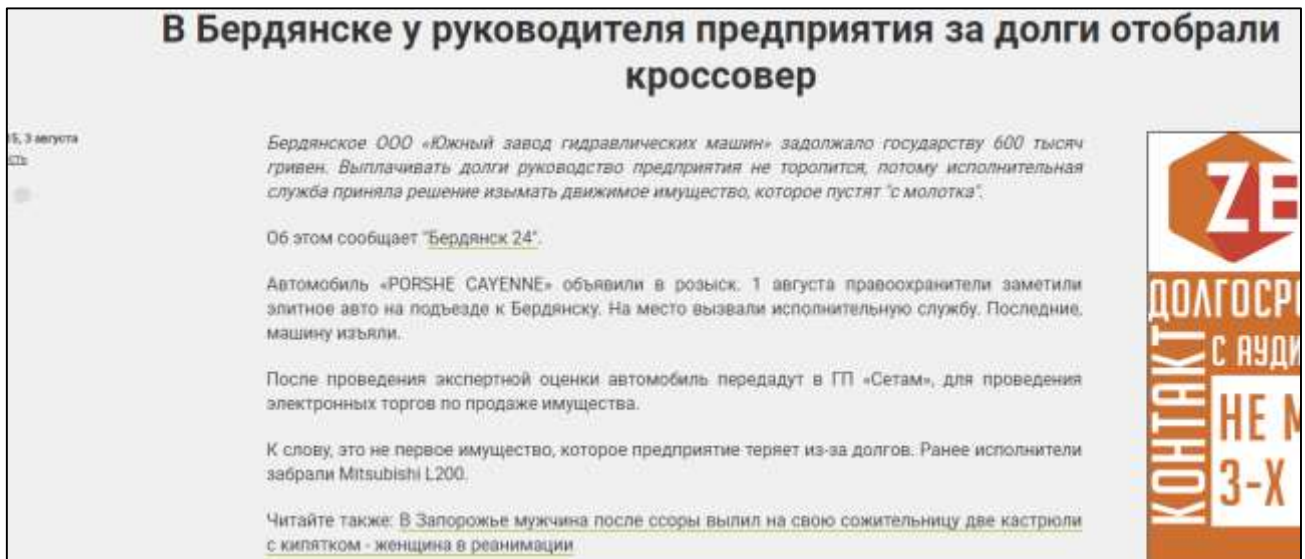 В Бердянске у руководителя предприятия за долги отобрали
кроссовер
15, 3 августа
Бердянское ООО «Южный завод гидравлических машин» задолжало государству 600 тысяч
гривен. Выплачивать долги руководство предприятия не торопится, потому исполнительная
служба приняла решение изымать движимое имущество, которое пустят "с молотка".
Об этом сообщает "Бердянск 24".
Автомобиль «PORSHE CAYENNE» объявили в розыск. 1 августа правоохранители заметили
элитное авто на подъезде к Бердянску. На место вызвали исполнительную службу. Последние,
машину изъяли.
После проведения экспертной оценки автомобиль передадут в ГП «Сетам», для проведения
электронных торгов по продаже имущества.
К слову, это не первое имущество, которое предприятие теряет из-за долгов. Ранее исполнители
забрали Mitsubishi L200.
Читайте также: В Запорожье мужчина после ссоры вылил на свою сожительницу две кастрюли
с кипятком - женщина в реанимации
ZE
ДОЛГОСР
КОНТАКТ
С АУДИ
НЕ М
3-Х